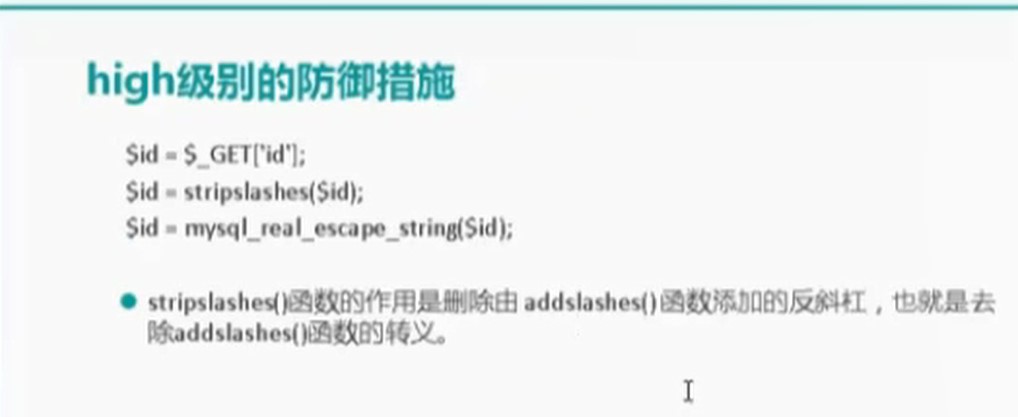 high级别的防御措施
$id = $_GET['id'];
$id = stripslashes($id);
$id = mysql_real_escape_string($id);
stripslashes()函数的作用是删除由 addslashes()函数添加的反斜杠，也就是去
除addslashes()函数的转义。